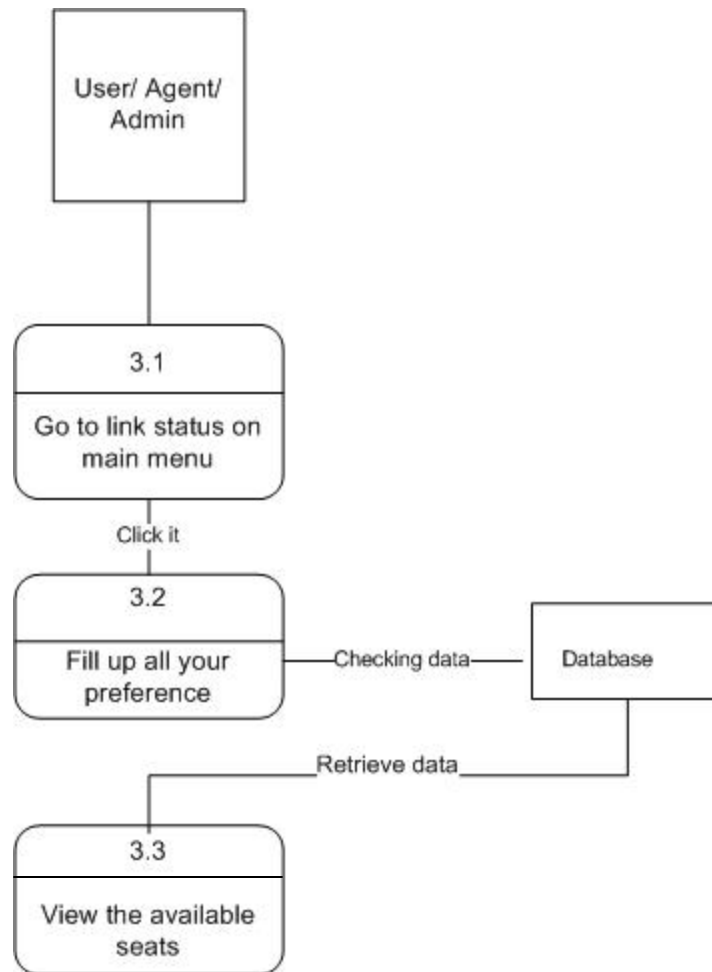 User/ Agent/
Admin
3.1
Go to link status on
main menu
Click it
3.2
Fill up all your
preference
Checking data
Database
Retrieve data
3.3
View the available
seats